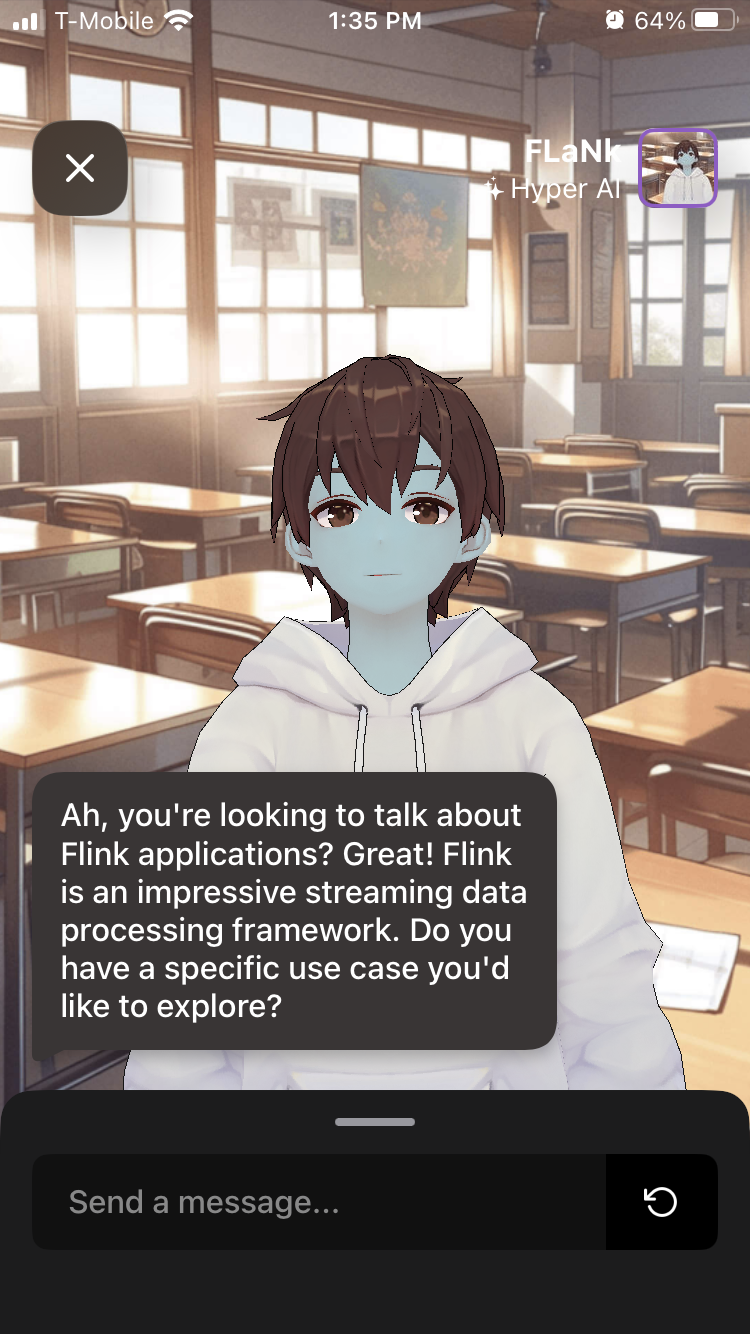 T-Mobile
1:35 PM
64%
FLaNk
Hyper AI
Ah, you're looking to talk about
Flink applications? Great! Flink
is an impressive streaming data
processing framework. Do you
have a specific use case you'd
like to explore?
Send a message...